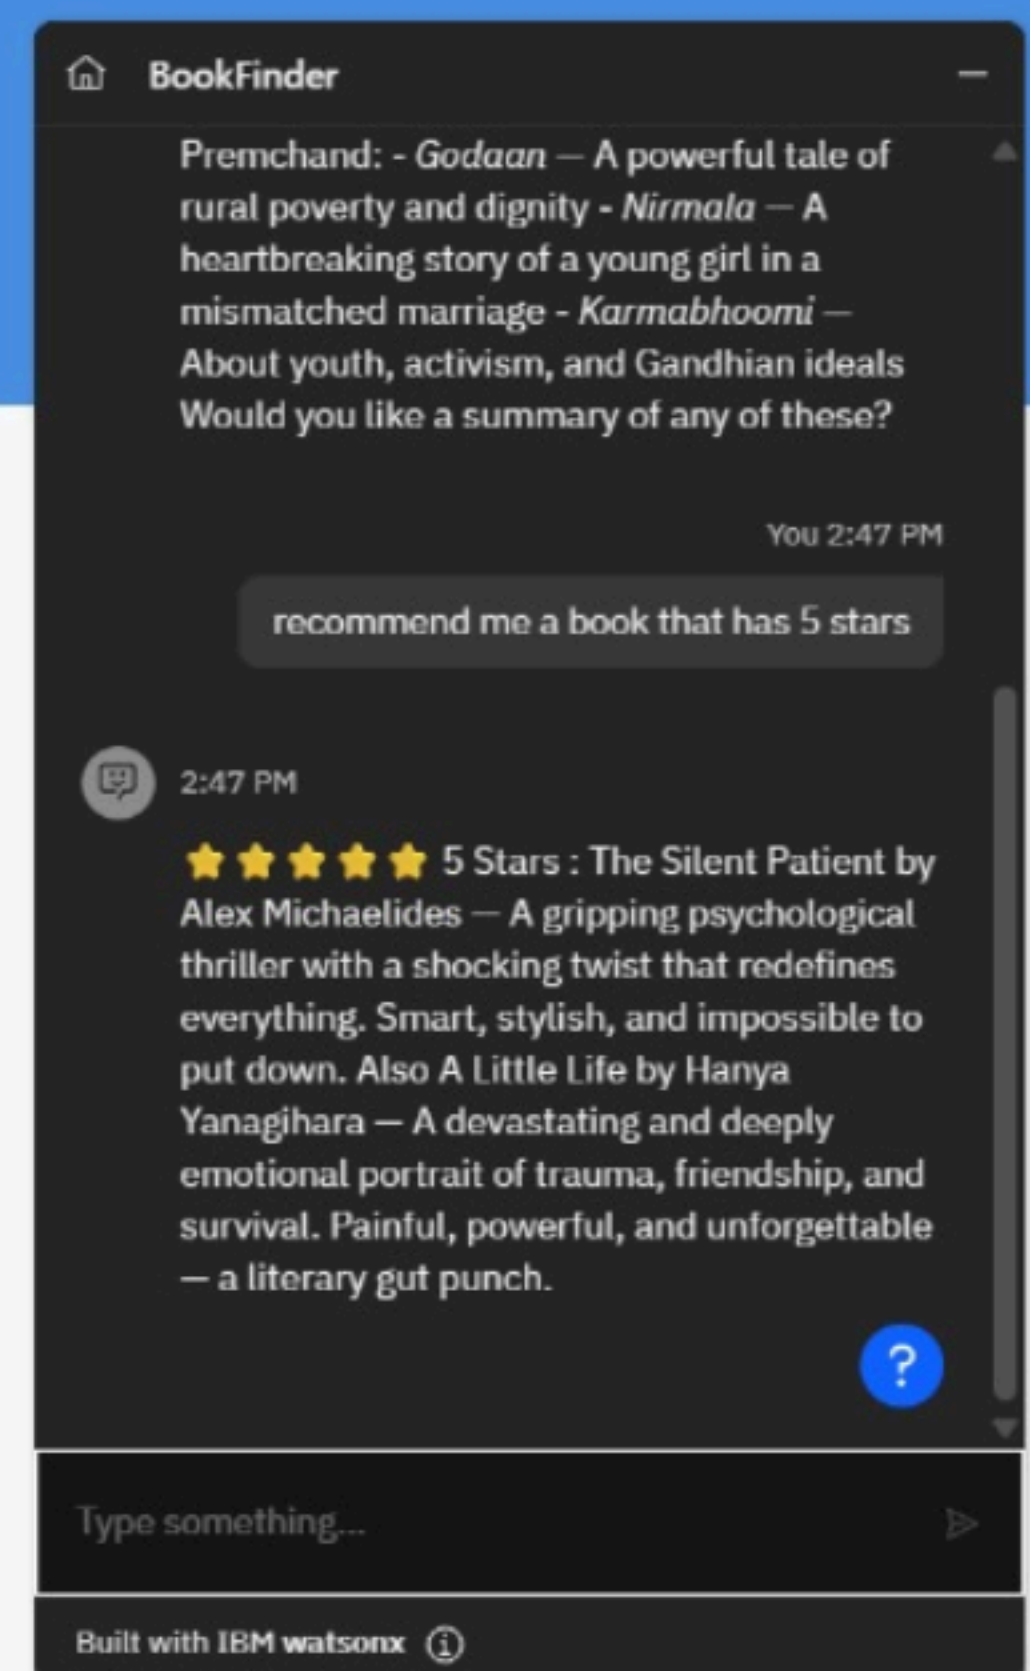 BookFinder
Premchand: - Godaan — A powerful tale of
rural poverty and dignity - Nirmala — A
heartbreaking story of a young girl in a
mismatched marriage - Karmabhoomi —
About youth, activism, and Gandhian ideals
Would you like a summary of any of these?
You 2:47 PM
recommend me a book that has 5 stars
2:47 PM
⭐⭐⭐⭐⭐ 5 Stars : The Silent Patient by
Alex Michaelides — A gripping psychological
thriller with a shocking twist that redefines
everything. Smart, stylish, and impossible to
put down. Also A Little Life by Hanya
Yanagihara — A devastating and deeply
emotional portrait of trauma, friendship, and
survival. Painful, powerful, and unforgettable
— a literary gut punch.
?
Type something...
Built with IBM watsonx